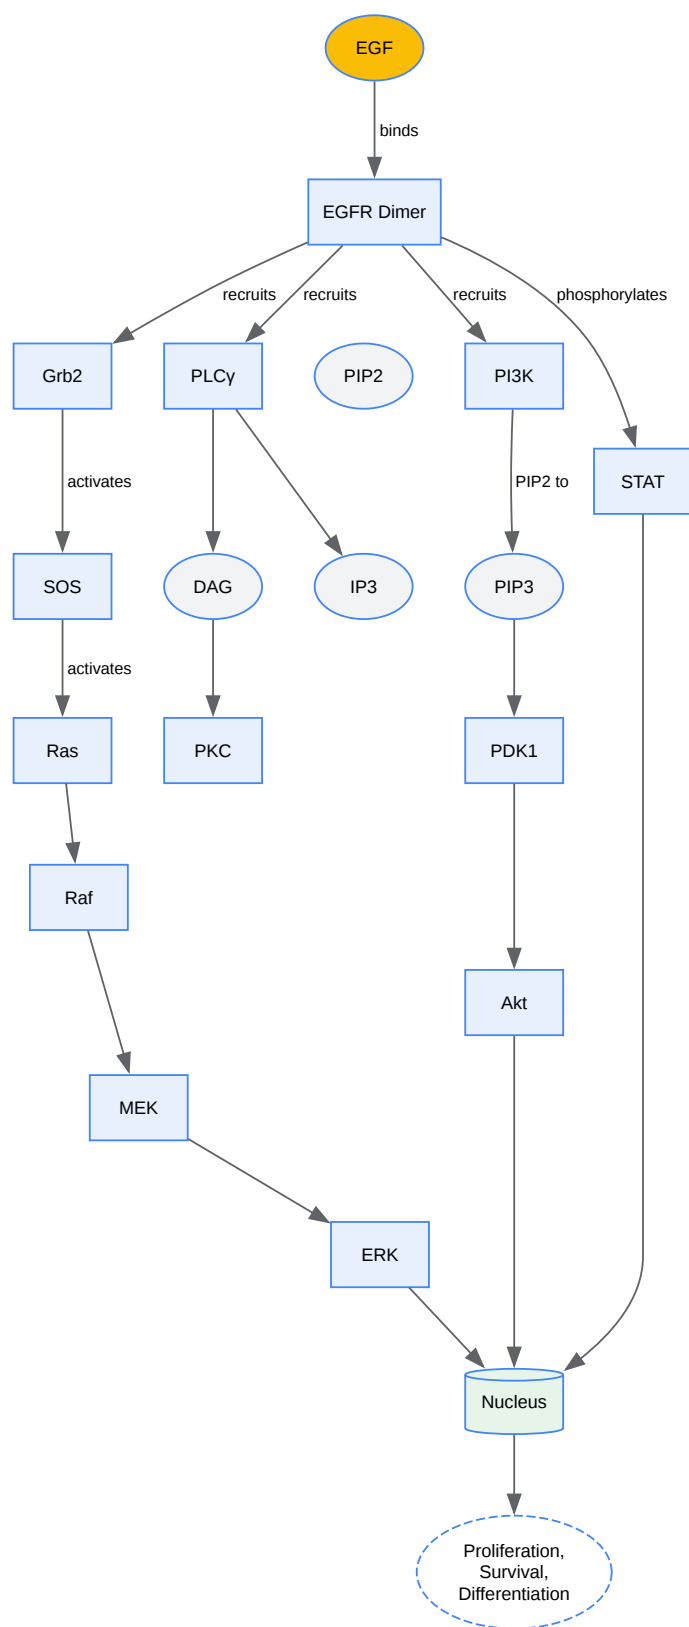 EGF
binds
EGFR Dimer
recruits
recruits
recruits
phosphorylates
Grb2
PLCγ
PIP2
PI3K
activates
PIP2 to
STAT
SOS
DAG
IP3
PIP3
activates
Ras
PKC
PDK1
Raf
Akt
MEK
ERK
Nucleus
Proliferation,
Survival,
Differentiation